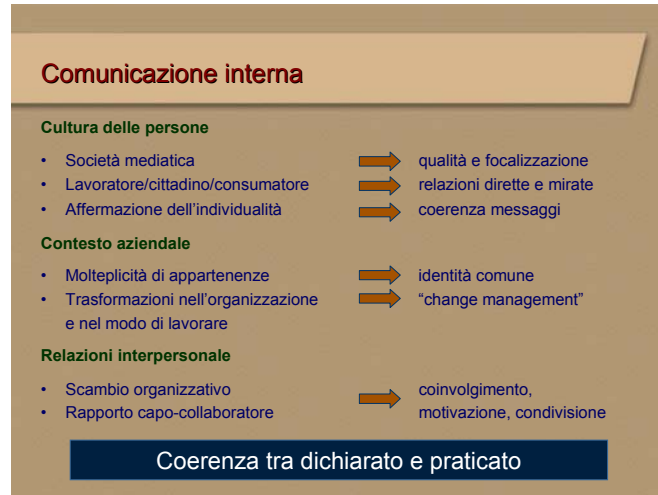 Comunicazione interna
Cultura delle persone
• Società mediatica qualità e focalizzazione
• Lavoratore/cittadino/consumatore relazioni dirette e mirate
• Affermazione dell'individualità coerenza messaggi
Contesto aziendale
• Molteplicità di appartenenze identità comune
• Trasformazioni nell'organizzazione "change management"
e nel modo di lavorare
Relazioni interpersonale
• Scambio organizzativo coinvolgimento,
• Rapporto capo-collaboratore motivazione, condivisione
Coerenza tra dichiarato e praticato